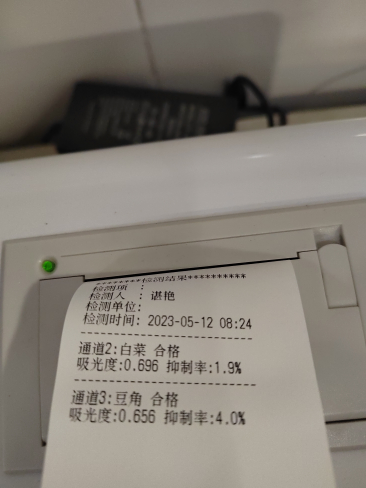 ********检测结果**********
检测项 :
检测人 : 谌艳
检测单位:
检测时间: 2023-05-12 08:24
--------------------------------
通道2:白菜 合格
吸光度:0.696 抑制率:1.9%
--------------------------------
通道3:豆角 合格
吸光度:0.656 抑制率:4.0%